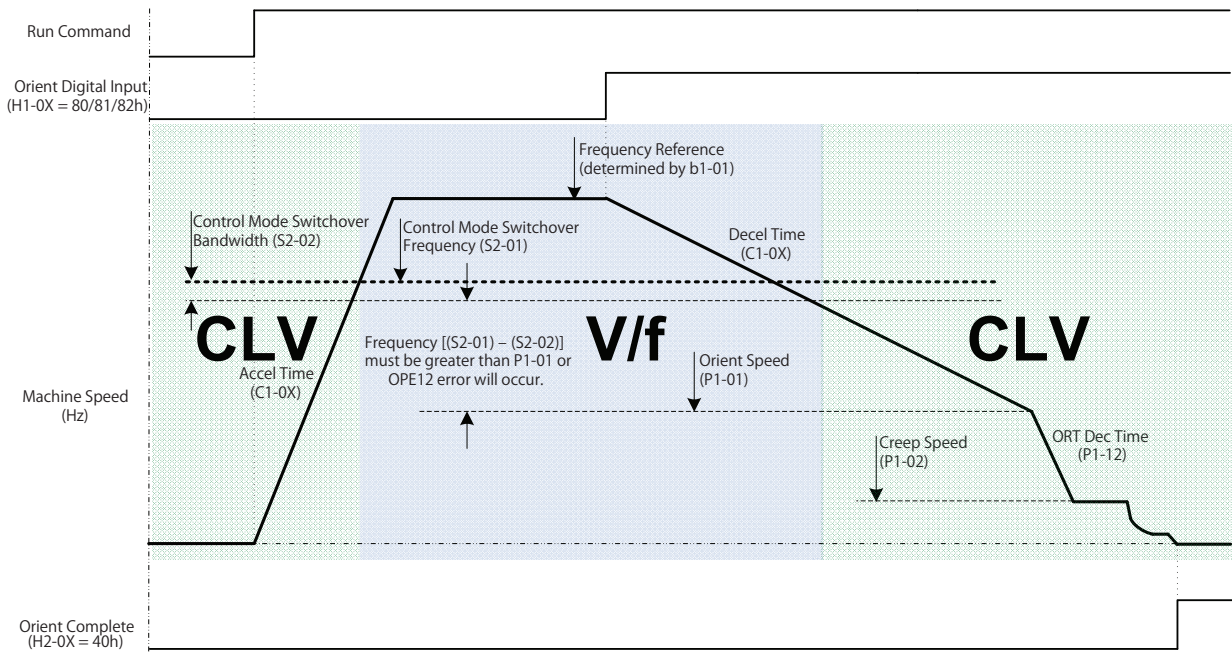 Run Command
Orient Digital Input
(H1-0X = 80/81/82h)
Frequency Reference
(determined by b1-01)
Control Mode Switchover
Bandwidth (S2-02)
Control Mode Switchover
Frequency (S2-01)
Decel Time
(C1-0X)
CLV
V/f
CLV
Frequency [(S2-01) – (S2-02)]
must be greater than P1-01 or
OPE12 error will occur.
Accel Time
(C1-0X)
Orient Speed
(P1-01)
Machine Speed
(Hz)
Creep Speed
(P1-02)
ORT Dec Time
(P1-12)
Orient Complete
(H2-0X = 40h)